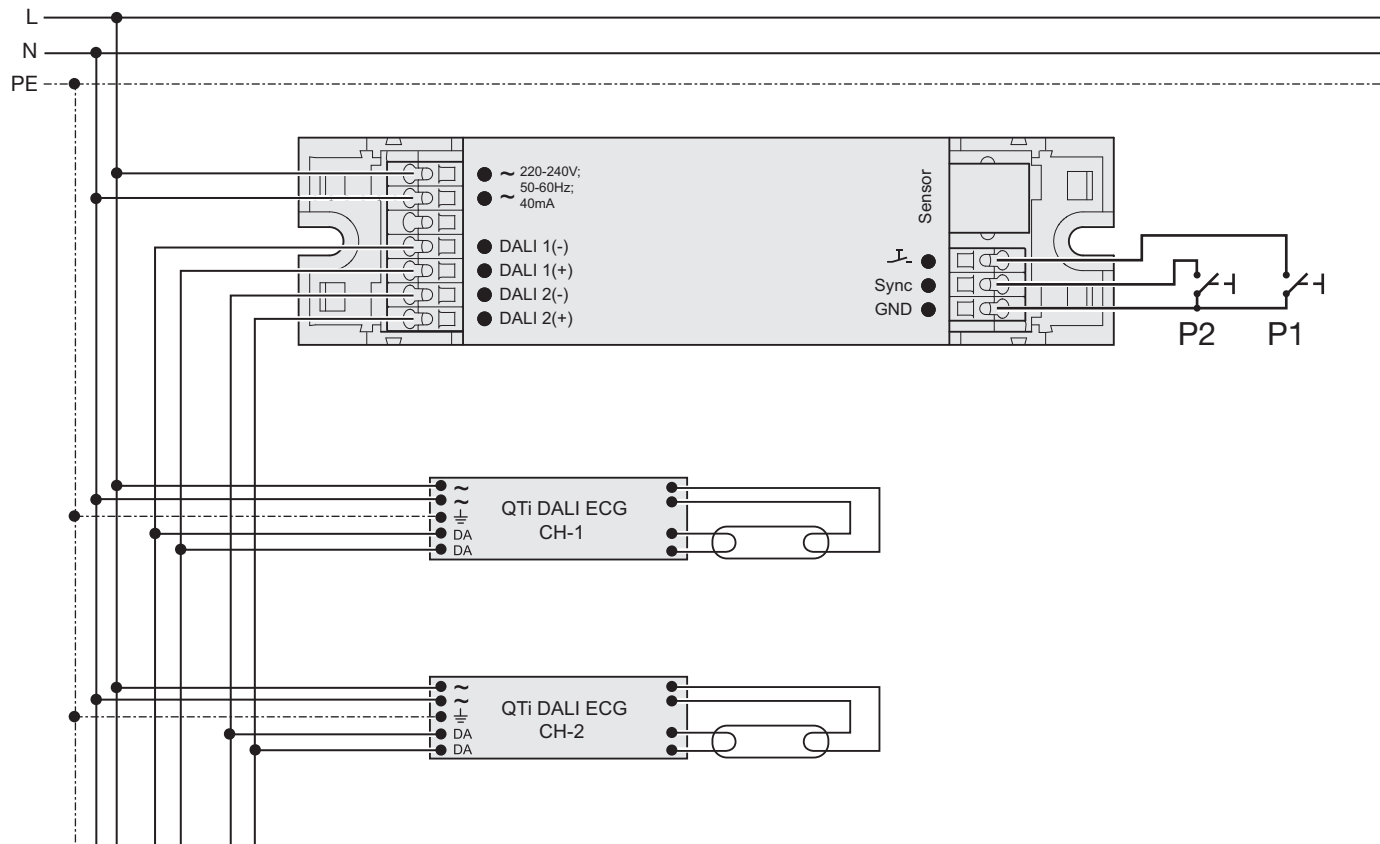 L
N
PE
~ 220-240V;
~ 50-60Hz;
40mA
DALI 1(-)
DALI 1(+)
DALI 2(-)
DALI 2(+)
Sensor
Sync
GND
P2 P1
~
~
DA
DA
QTi DALI ECG
CH-1
~
~
DA
DA
QTi DALI ECG
CH-2